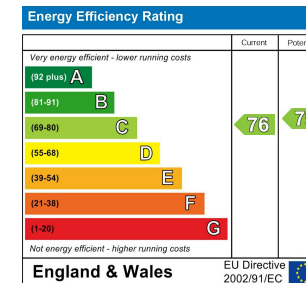 Energy Efficiency Rating
Current
Very energy efficient - lower running costs
(92 plus) A
(81-91) B
(69-80) C
76
(55-68) D
(39-54) E
(21-38) F
(1-20) G
Not energy efficient - higher running costs
England & Wales
EU Directive
2002/91/EC